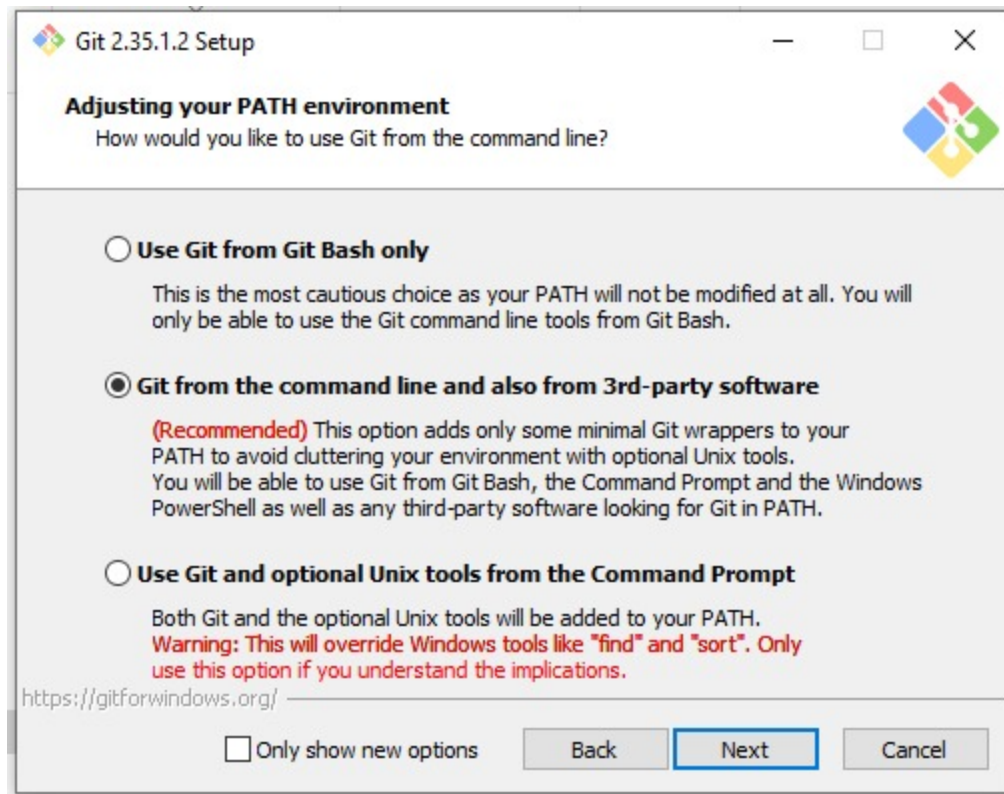 Git 2.35.1.2 Setup
Adjusting your PATH environment
How would you like to use Git from the command line?
Use Git from Git Bash only
This is the most cautious choice as your PATH will not be modified at all. You will
only be able to use the Git command line tools from Git Bash.
Git from the command line and also from 3rd-party software
(Recommended) This option adds only some minimal Git wrappers to your
PATH to avoid cluttering your environment with optional Unix tools.
You will be able to use Git from Git Bash, the Command Prompt and the Windows
PowerShell as well as any third-party software looking for Git in PATH.
Use Git and optional Unix tools from the Command Prompt
Both Git and the optional Unix tools will be added to your PATH.
Warning: This will override Windows tools like "find" and "sort". Only
use this option if you understand the implications.
https://gitforwindows.org/
Only show new options
Back
Next
Cancel